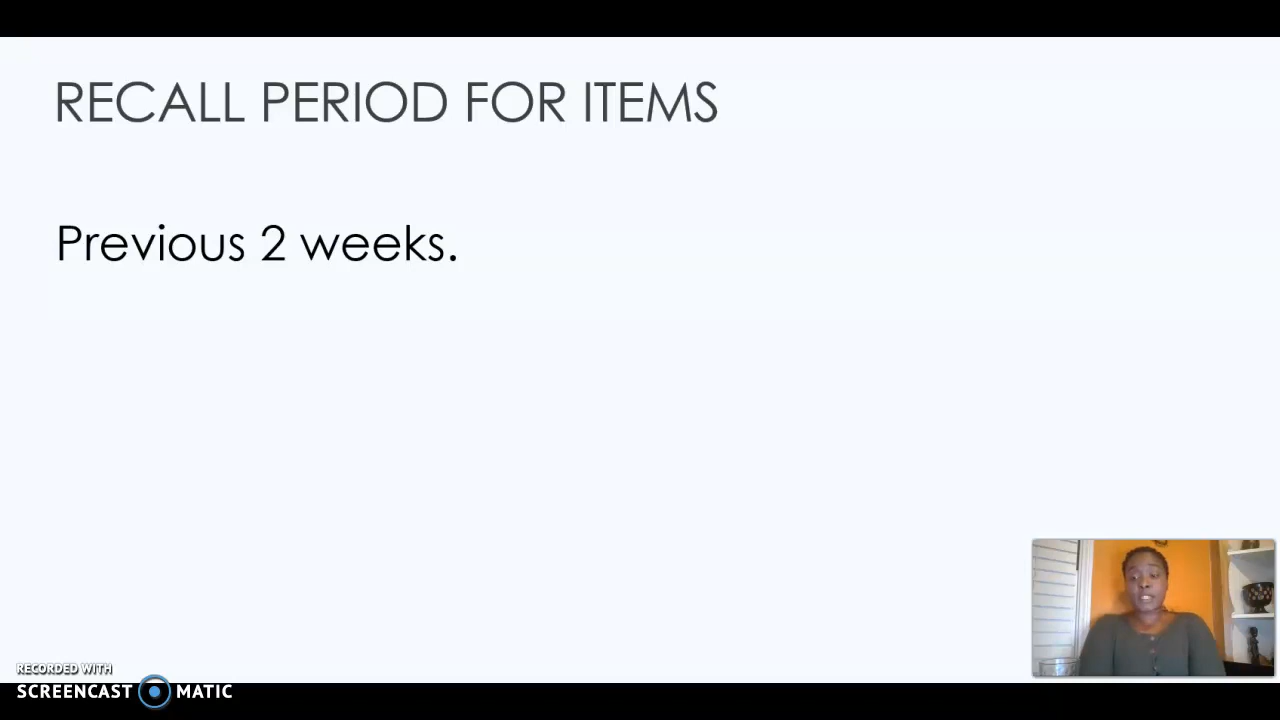 RECALL PERIOD FOR ITEMS
Previous 2 weeks.
RECORDED WITH
SCREENCAST MATIC